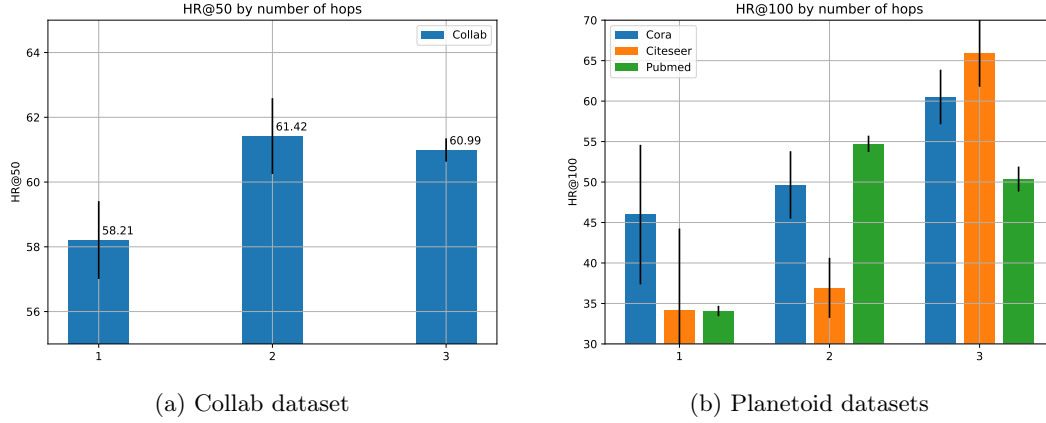 HR@50 by number of hops
Collab
64
62
60
58
56
HR@50
58.21
61.42
60.99
1
2
3
(a) Collab dataset
HR@100 by number of hops
Cora
Citeseer
Pubmed
70
65
60
55
50
45
40
35
30
HR@100
1
2
3
(b) Planetoid datasets